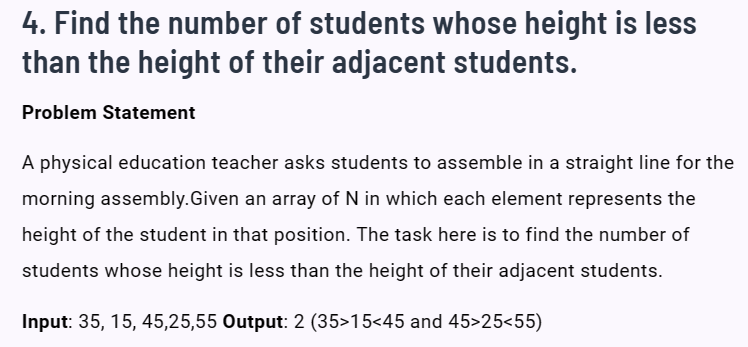 4. Find the number of students whose height is less
than the height of their adjacent students.
Problem Statement
A physical education teacher asks students to assemble in a straight line for the
morning assembly.Given an array of N in which each element represents the
height of the student in that position. The task here is to find the number of
students whose height is less than the height of their adjacent students.
Input: 35, 15, 45,25,55 Output: 2 (35>15<45 and 45>25<55)